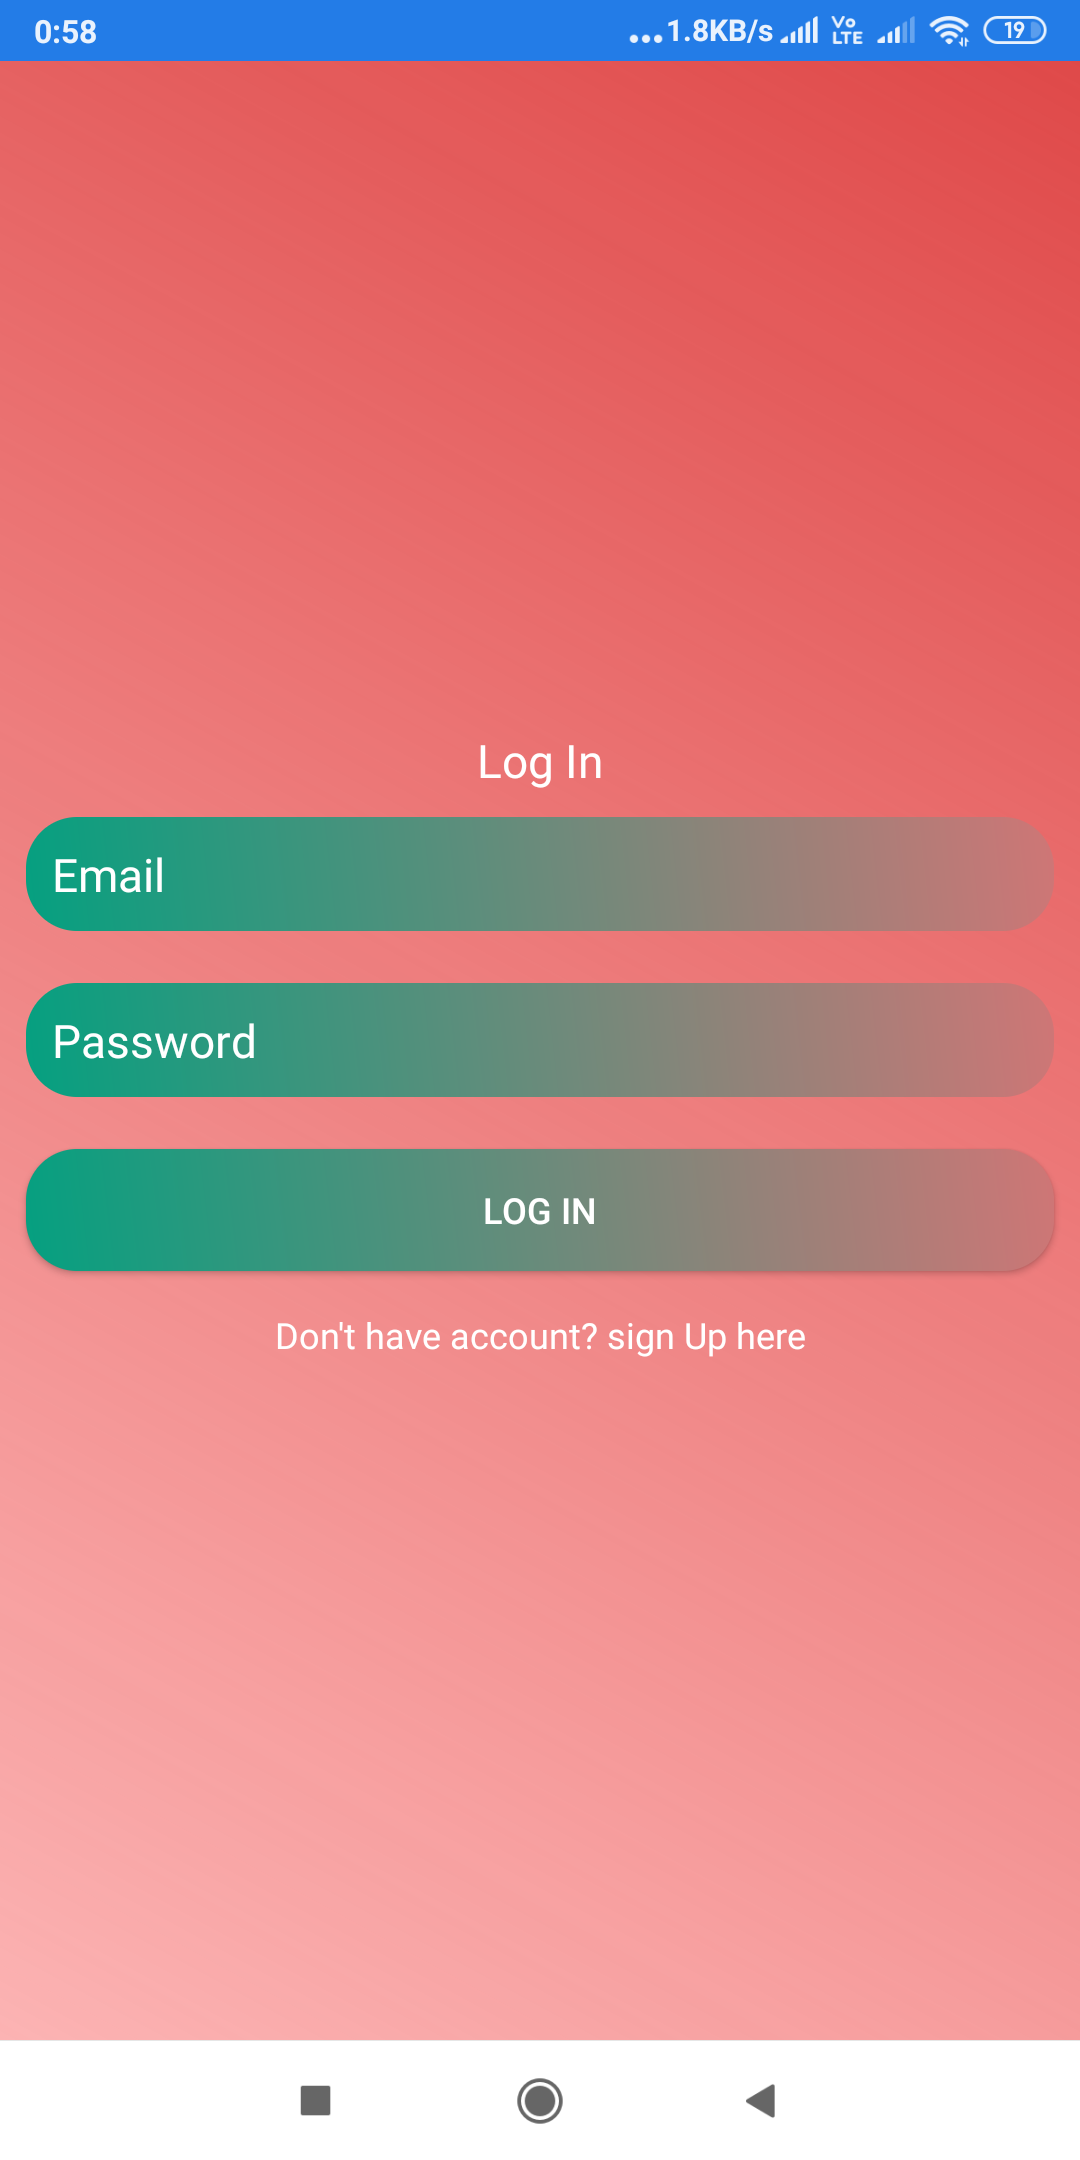 0:58 ...1.8KB/s Vo LTE 19
Log In
Email
Password
LOG IN
Don't have account? sign Up here